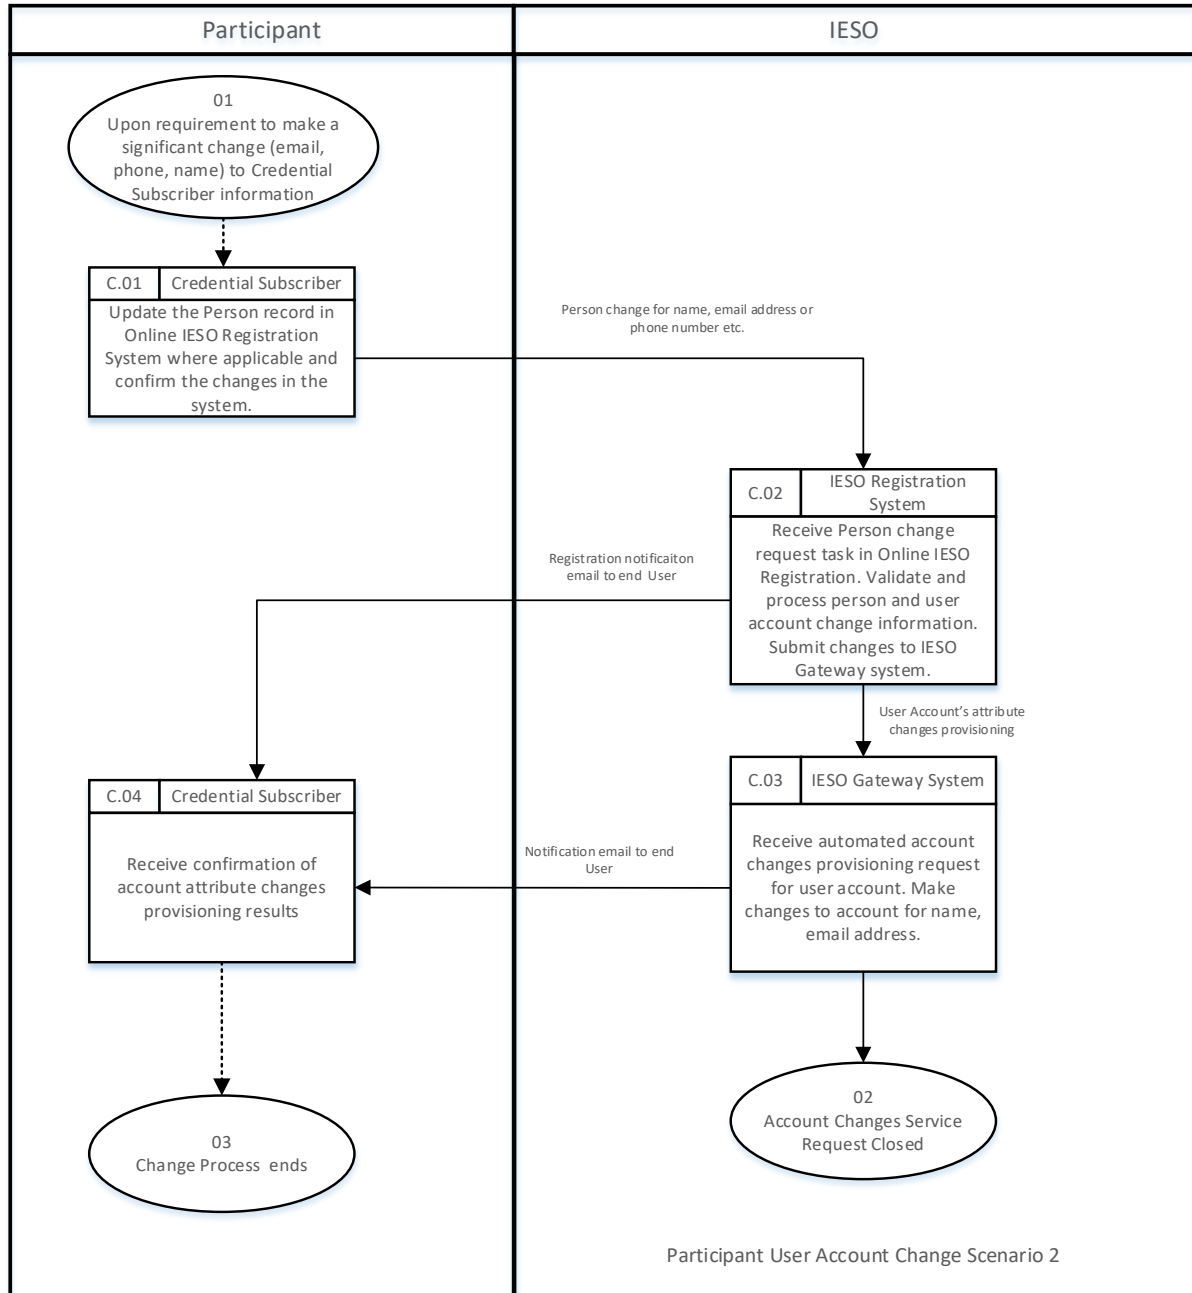 Participant
IESO
01
Upon requirement to make a
significant change (email,
phone, name) to Credential
Subscriber information
C.01
Credential Subscriber
Update the Person record in
Online IESO Registration
System where applicable and
confirm the changes in the
system.
Person change for name, email address or
phone number etc.
C.02
IESO Registration
System
Receive Person change
request task in Online IESO
Registration. Validate and
process person and user
account change information.
Submit changes to IESO
Gateway system.
Registration notificaiton
email to end User
User Account's attribute
changes provisioning
C.03
IESO Gateway System
Receive automated account
changes provisioning request
for user account. Make
changes to account for name,
email address.
C.04
Credential Subscriber
Receive confirmation of
account attribute changes
provisioning results
Notification email to end
User
02
Account Changes Service
Request Closed
03
Change Process ends
Participant User Account Change Scenario 2